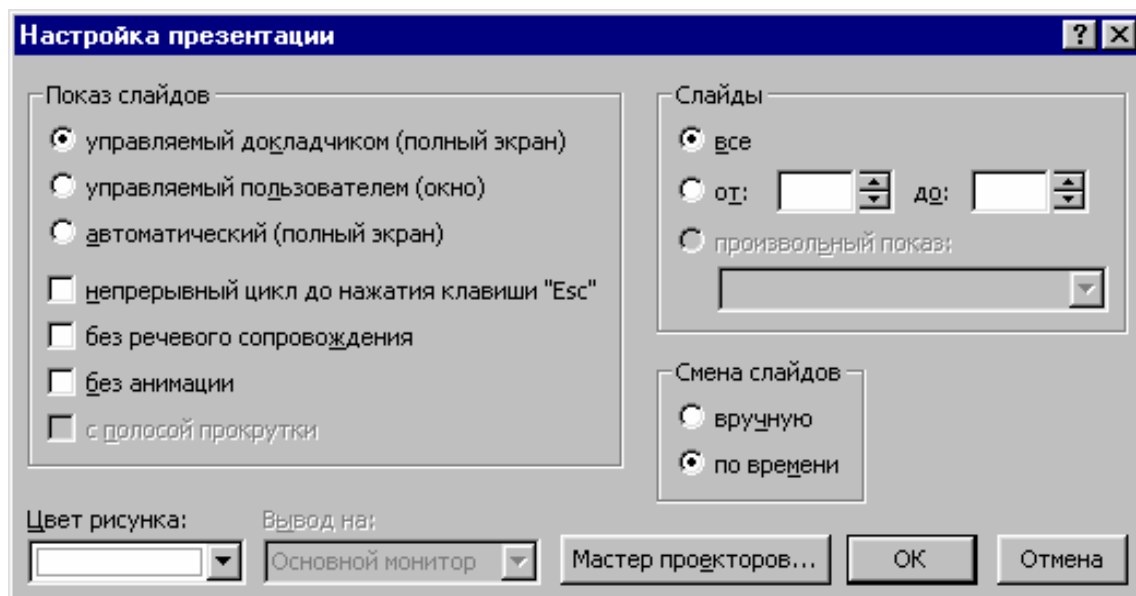 Настройка презентации
Показ слайдов
управляемый докладчиком (полный экран)
управляемый пользователем (окно)
автоматический (полный экран)
непрерывный цикл до нажатия клавиши "Esc"
без речевого сопровождения
без анимации
с полосой прокрутки
Слайды
все
от: до:
произвольный показ:
Смена слайдов
вручную
по времени
Цвет рисунка: Вывод на:
Основной монитор Мастер проекторов... ОК Отмена